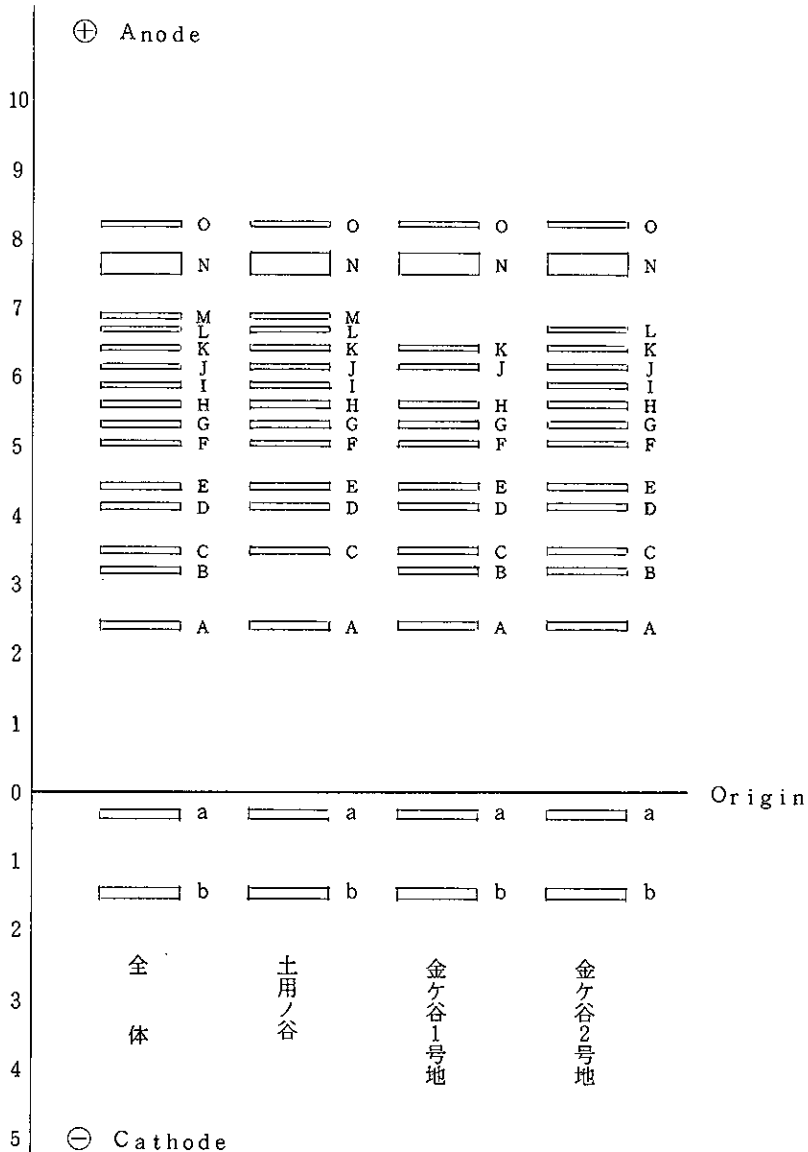 ⊕ Anode
10
9
8
7
6
5
4
3
2
1
0
1
2
3
4
5
O O O O
N N N N
M M
L L L
K K K K
J J J J
I I I
H H H H
G G G G
F F F F
E E E E
D D D D
C C C C
B B B
A A A A
Origin
a a a a
b b b b
全体
土用ノ谷
金ケ谷1号地
金ケ谷2号地
⊖ Cathode